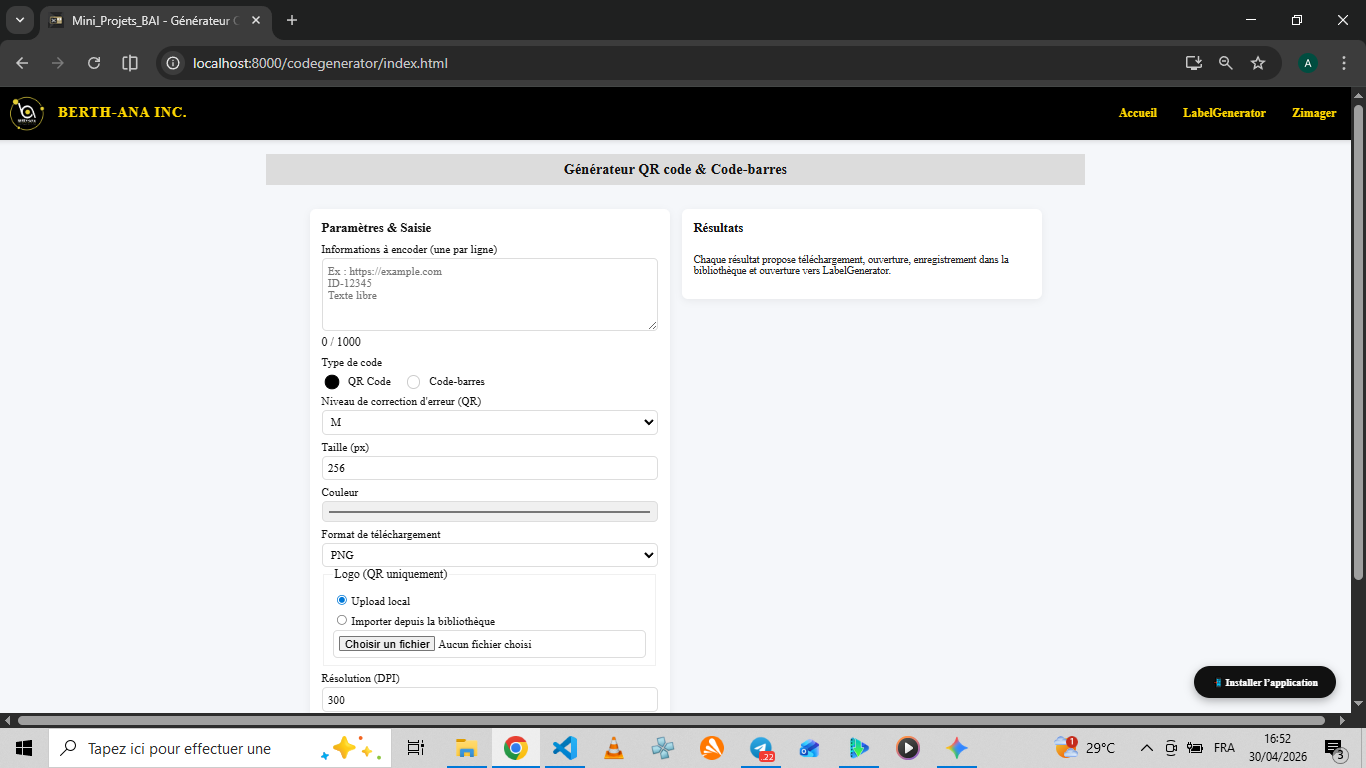 Mini_Projets_BAI - Générateur
localhost:8000/codegenerator/index.html
A
BERTH-ANA INC.
Accueil
LabelGenerator
Zimager
Générateur QR code & Code-barres
Paramètres & Saisie
Informations à encoder (une par ligne)
Ex : https://example.com
ID-12345
Texte libre
0 / 1000
Type de code
QR Code
Code-barres
Niveau de correction d'erreur (QR)
M
Taille (px)
256
Couleur
Format de téléchargement
PNG
Logo (QR uniquement)
Upload local
Importer depuis la bibliothèque
Choisir un fichier Aucun fichier choisi
Résolution (DPI)
300
Résultats
Chaque résultat propose téléchargement, ouverture, enregistrement dans la
bibliothèque et ouverture vers LabelGenerator.
Installer l'application
Tapez ici pour effectuer une
22
1
29°C
FRA
16:52
30/04/2026
3